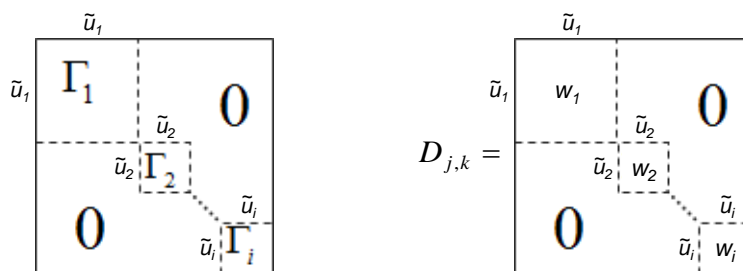 ũ₁ ũ₁
ũ₁ Γ₁ 0 ũ₁ w₁ 0
ũ₂ ũ₂
ũ₂ Γ₂ D_{j,k} = ũ₂ w₂
ũᵢ ũᵢ
0 ũᵢ Γᵢ 0 ũᵢ wᵢ